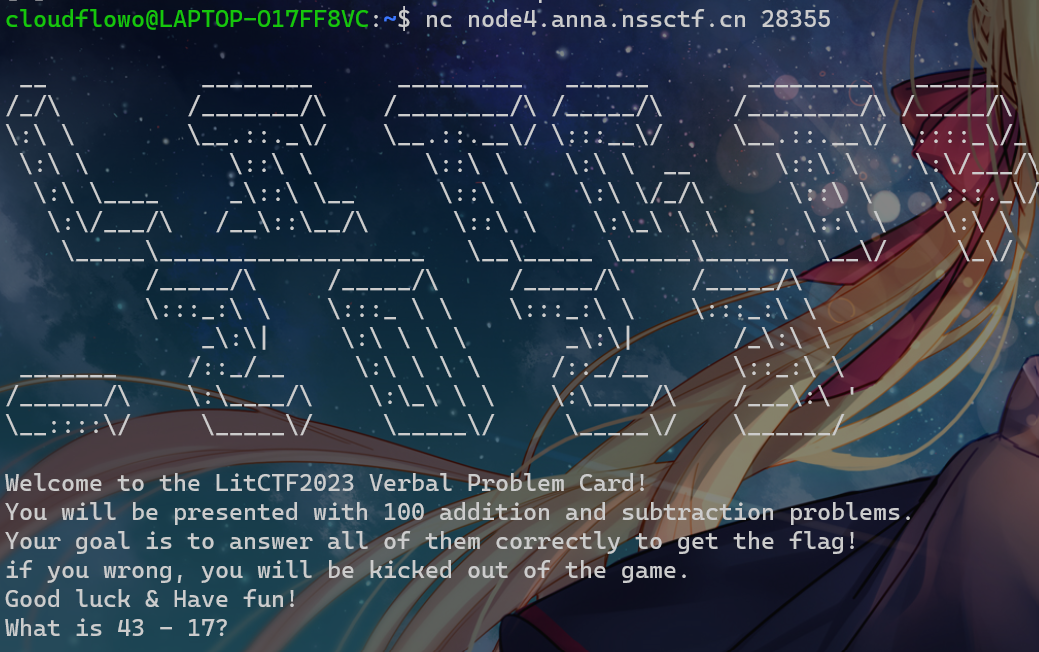 cloudflowo@LAPTOP-O17FF8VC:~$ nc node4.anna.nssctf.cn 28355
Welcome to the LitCTF2023 Verbal Problem Card!
You will be presented with 100 addition and subtraction problems.
Your goal is to answer all of them correctly to get the flag!
if you wrong, you will be kicked out of the game.
Good luck & Have fun!
What is 43 - 17?